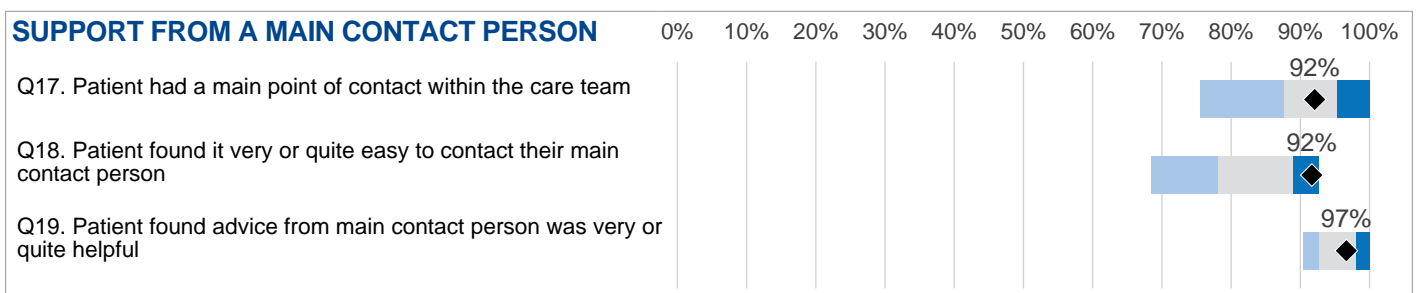 SUPPORT FROM A MAIN CONTACT PERSON 0% 10% 20% 30% 40% 50% 60% 70% 80% 90% 100%
92%
Q17. Patient had a main point of contact within the care team
92%
Q18. Patient found it very or quite easy to contact their main
contact person
97%
Q19. Patient found advice from main contact person was very or
quite helpful